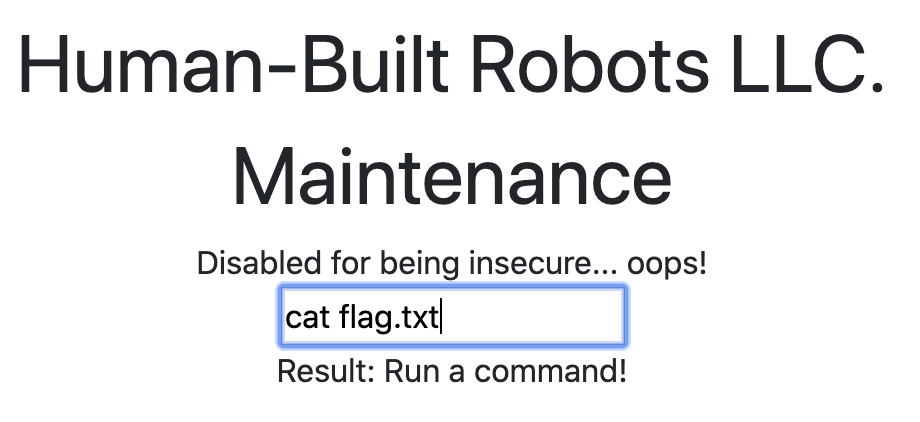 Human-Built Robots LLC.
Maintenance
Disabled for being insecure... oops!
cat flag.txt
Result: Run a command!